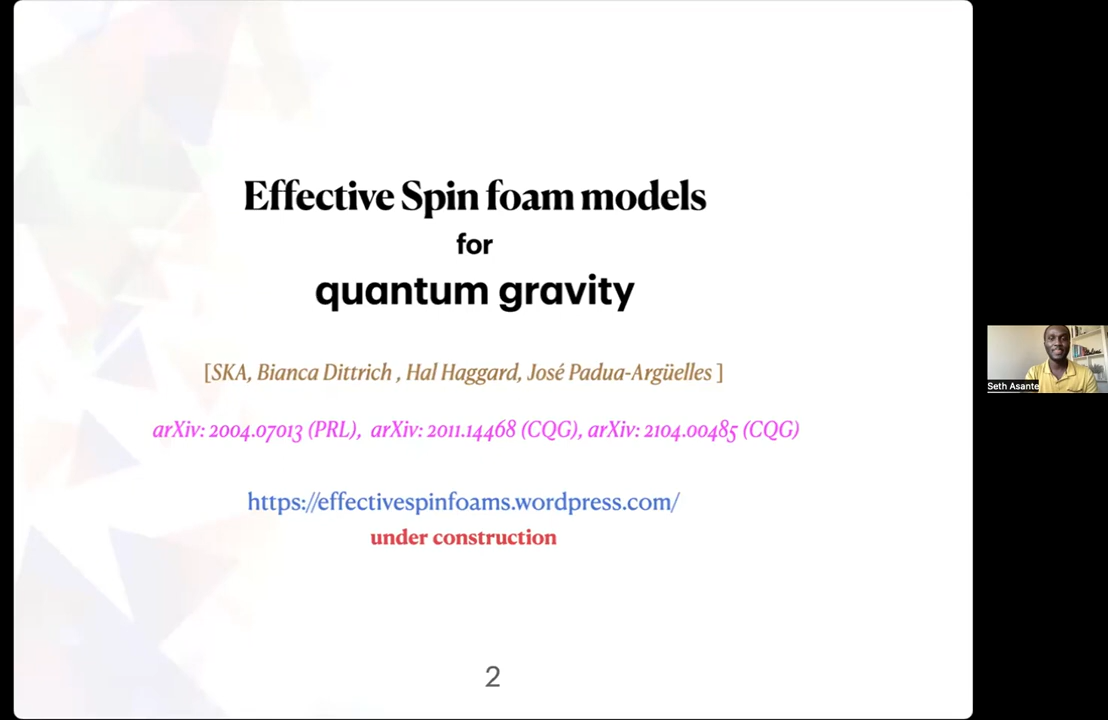 Effective Spin foam models
for
quantum gravity
[SKA, Bianca Dittrich , Hal Haggard, José Padua-Argüelles ]
arXiv: 2004.07013 (PRL), arXiv: 2011.14468 (CQG), arXiv: 2104.00485 (CQG)
https://effectivespinfoams.wordpress.com/
under construction
2
Seth Asante